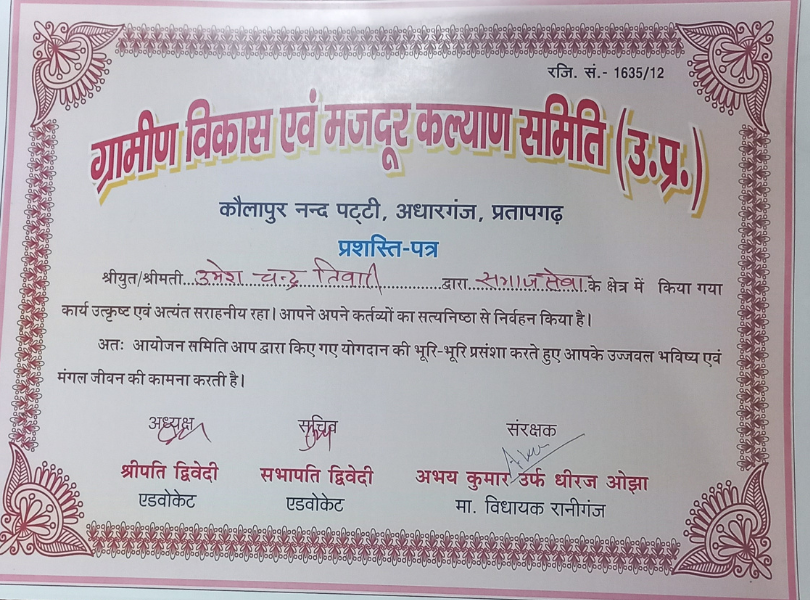 रजि. सं.- 1635/12
ग्रामीण विकास एवं मजदूर कल्याण समिति (उ.प्र.)
कौलापुर नन्द पट्टी, अधारगंज, प्रतापगढ़
प्रशस्ति-पत्र
श्रीयुत/श्रीमती...उमेश चन्द्र तिवारी...............द्वारा..समाज सेवा.के क्षेत्र में किया गया
कार्य उत्कृष्ट एवं अत्यंत सराहनीय रहा। आपने अपने कर्तव्यों का सत्यनिष्ठा से निर्वहन किया है।
अतः आयोजन समिति आप द्वारा किए गए योगदान की भूरि-भूरि प्रसंशा करते हुए आपके उज्जवल भविष्य एवं
मंगल जीवन की कामना करती है।
अध्यक्ष सचिव संरक्षक
श्रीपति द्विवेदी सभापति द्विवेदी अभय कुमार उर्फ धीरज ओझा
एडवोकेट एडवोकेट मा. विधायक रानीगंज